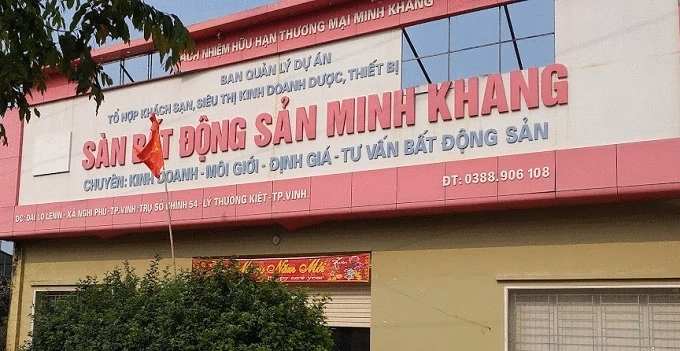 TRÁCH NHIỆM HỮU HẠN THƯƠNG MẠI MINH KHANG
BAN QUẢN LÝ DỰ ÁN
TỔ HỢP KHÁCH SẠN, SIÊU THỊ KINH DOANH DƯỢC, THIẾT BỊ
SÀN BẤT ĐỘNG SẢN MINH KHANG
CHUYÊN: KINH DOANH - MÔI GIỚI - ĐỊNH GIÁ - TƯ VẤN BẤT ĐỘNG SẢN
ĐT: 0388.906 108
ĐC: ĐẠI LỘ LENIN - XÃ NGHI PHÚ - TP.VINH: TRỤ SỞ CHÍNH 54 - LÝ THƯỜNG KIỆT - TP.VINH
Năm Mới